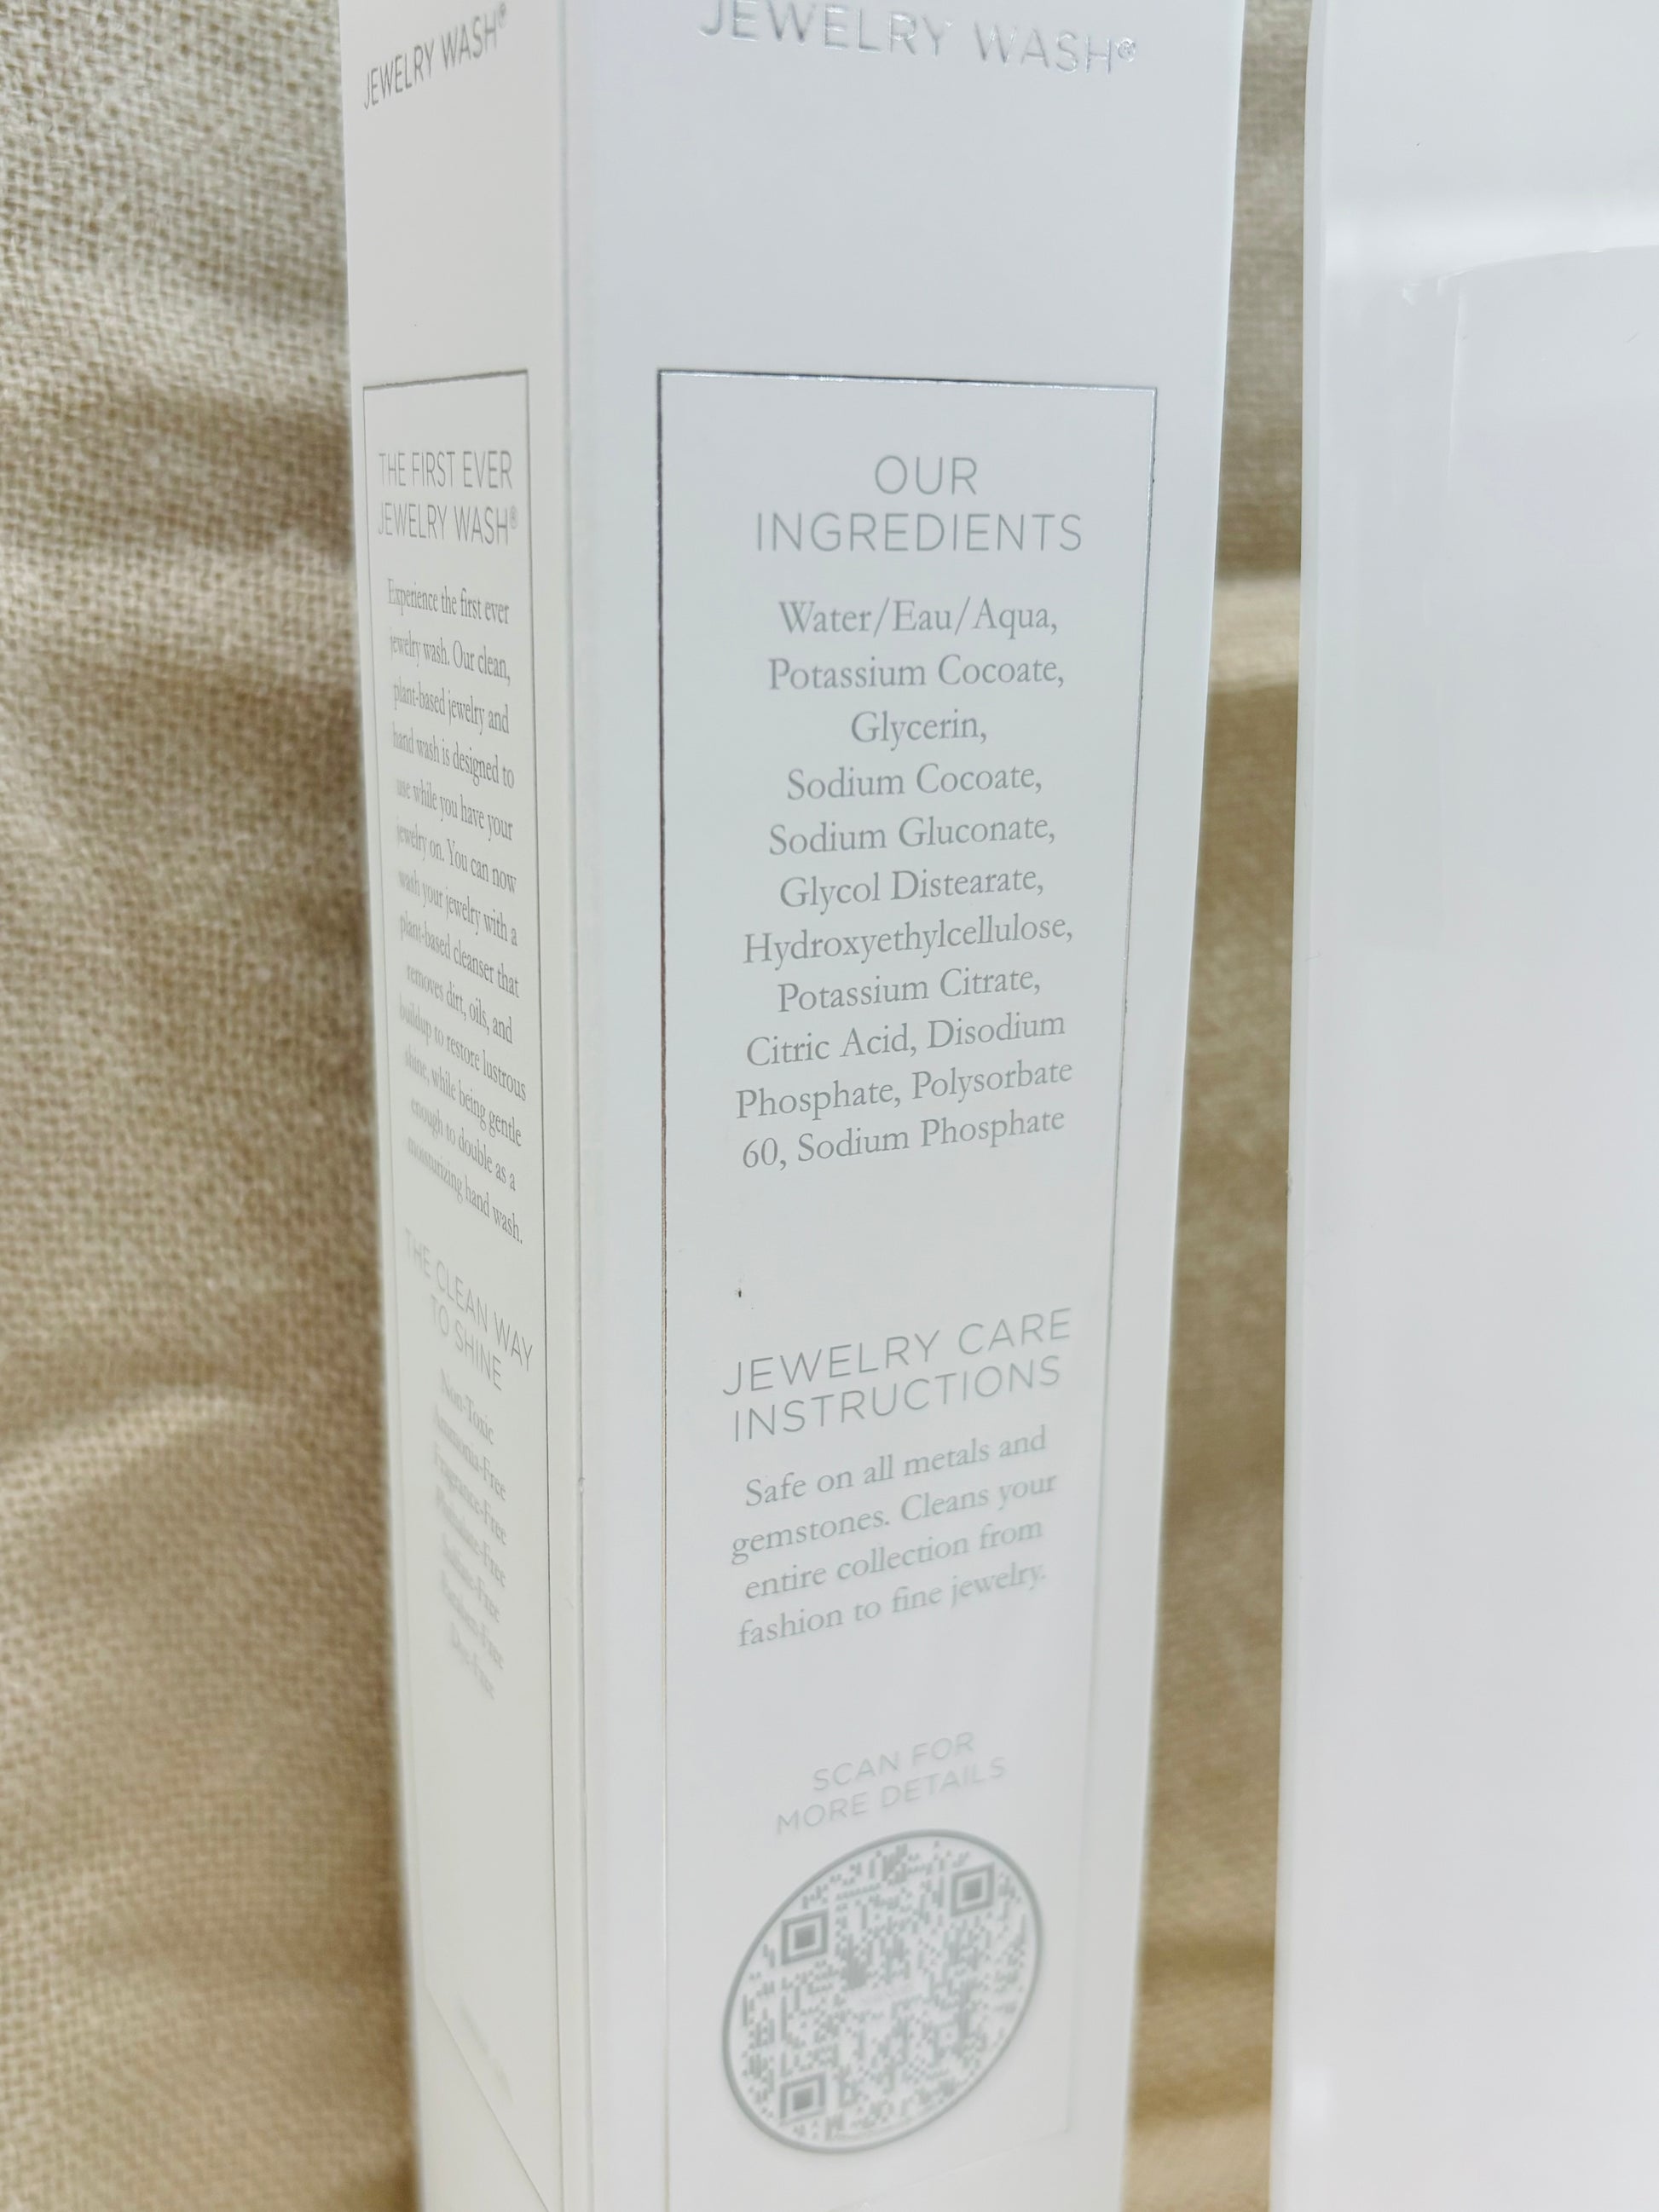 JEWELRY WASH®
THE FIRST EVER
JEWELRY WASH®
Experience the first ever
jewelry wash. Our clean,
plant-based jewelry and
hand wash is designed to
use while you have your
jewelry on. You can now
wash your jewelry with a
plant-based cleanser that
removes dirt, oils, and
buildup to restore lustrous
shine, while being gentle
enough to double as a
moisturizing hand wash.
THE CLEAN WAY
TO SHINE
Non-Toxic
Ammonia-Free
Fragrance-Free
Phthalate-Free
Sulfate-Free
Paraben-Free
Dye-Free
JEWELRY WASH®
OUR
INGREDIENTS
Water/Eau/Aqua,
Potassium Cocoate,
Glycerin,
Sodium Cocoate,
Sodium Gluconate,
Glycol Distearate,
Hydroxyethylcellulose,
Potassium Citrate,
Citric Acid, Disodium
Phosphate, Polysorbate
60, Sodium Phosphate
JEWELRY CARE
INSTRUCTIONS
Safe on all metals and
gemstones. Cleans your
entire collection from
fashion to fine jewelry.
SCAN FOR
MORE DETAILS